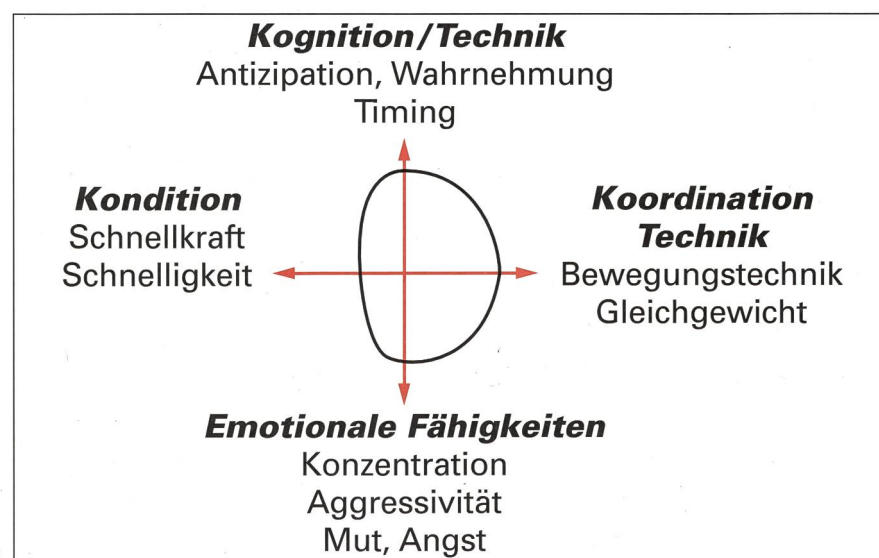 Kognition/Technik
Antizipation, Wahrnehmung
Timing
Kondition
Schnellkraft
Schnelligkeit
Koordination
Technik
Bewegungstechnik
Gleichgewicht
Emotionale Fähigkeiten
Konzentration
Aggressivität
Mut, Angst